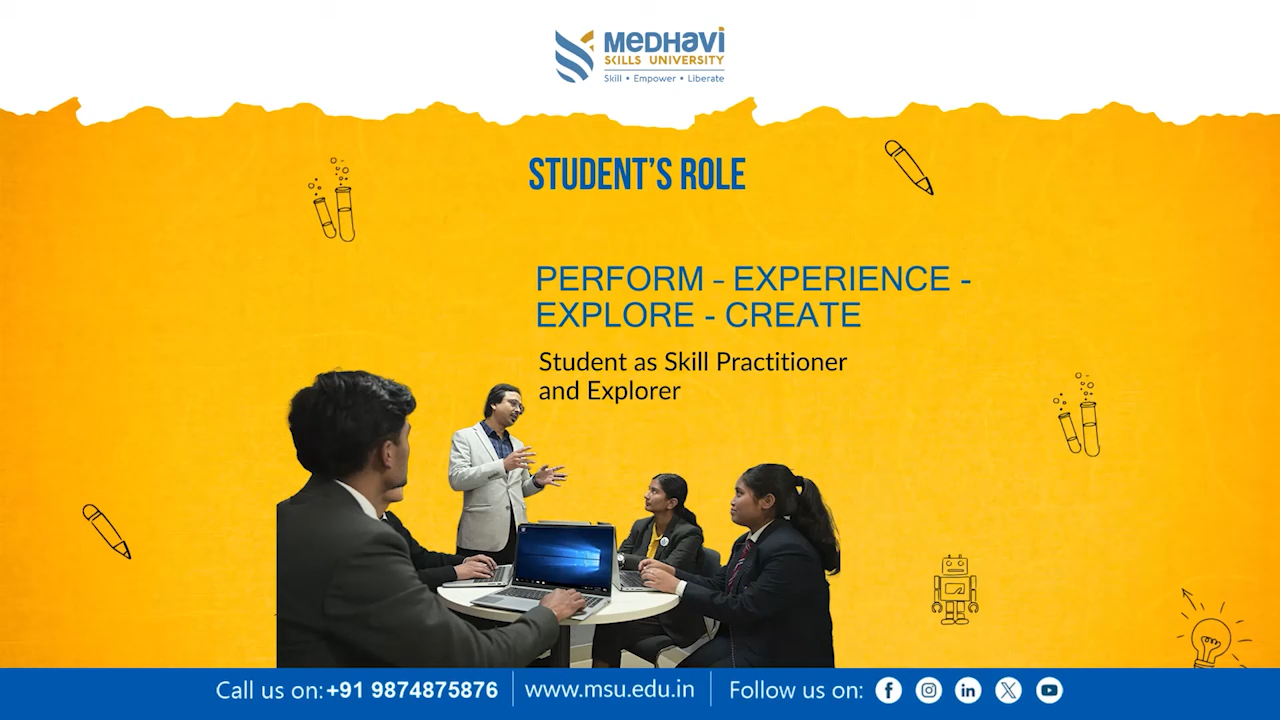 MEDHAVI
SKILLS UNIVERSITY
Skill • Empower • Liberate
STUDENT'S ROLE
PERFORM - EXPERIENCE -
EXPLORE - CREATE
Student as Skill Practitioner
and Explorer
Call us on: +91 9874875876
www.msu.edu.in
Follow us on: